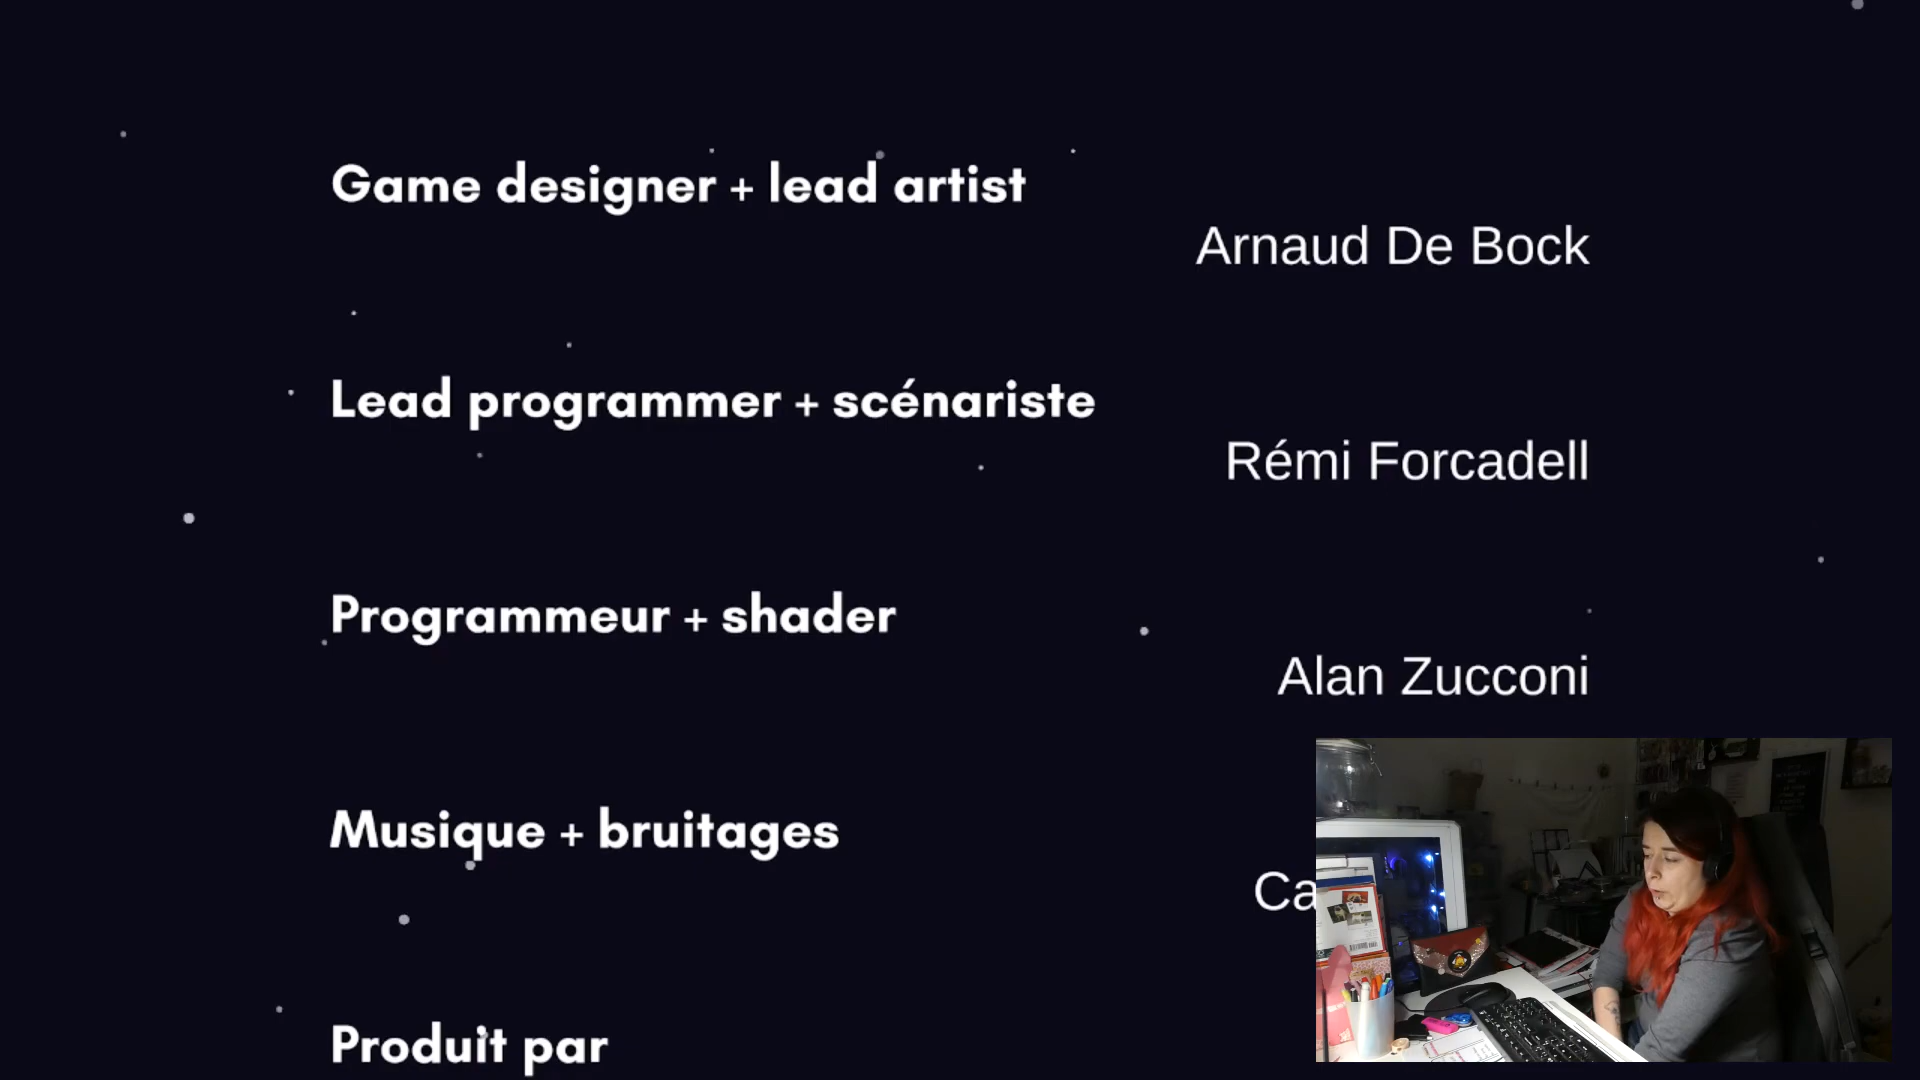 Game designer + lead artist
Arnaud De Bock
Lead programmer + scénariste
Rémi Forcadell
Programmeur + shader
Alan Zucconi
Musique + bruitages
Produit par